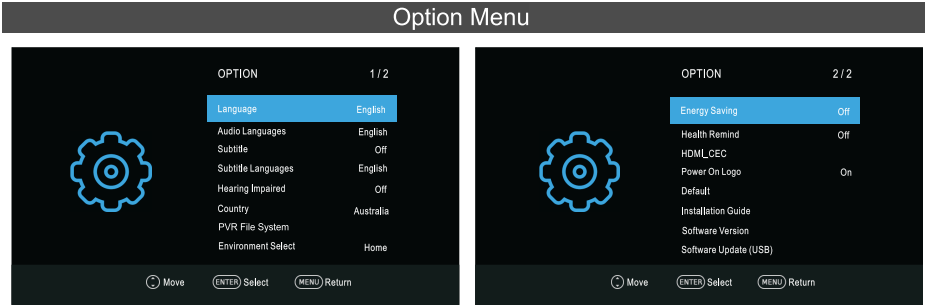 Option Menu
OPTION 1 / 2
Language English
Audio Languages English
Subtitle Off
Subtitle Languages English
Hearing Impaired Off
Country Australia
PVR File System
Environment Select Home
Move ENTER Select MENU Return
OPTION 2 / 2
Energy Saving Off
Health Remind Off
HDMI_CEC
Power On Logo On
Default
Installation Guide
Software Version
Software Update (USB)
Move ENTER Select MENU Return